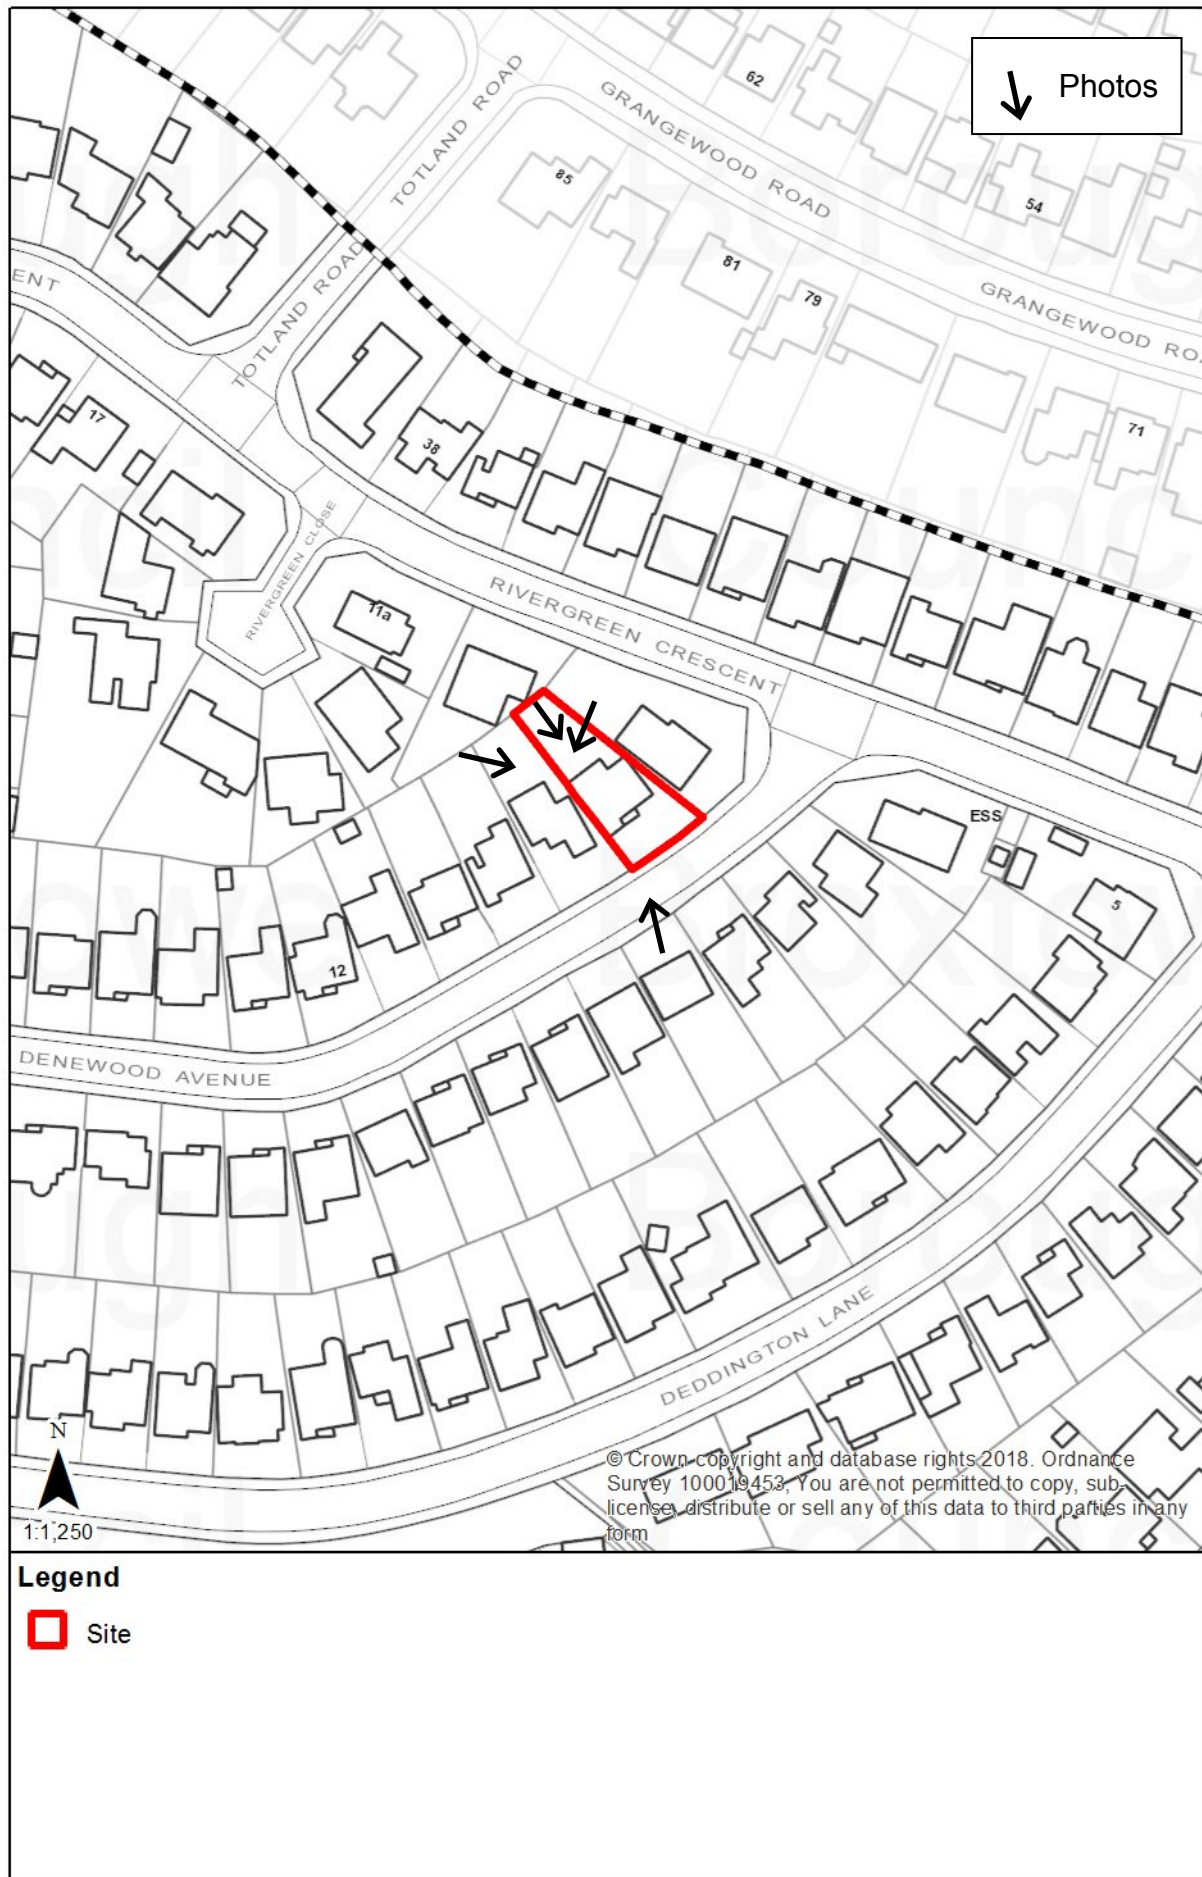 Photos
62
TOTLAND ROAD
GRANGEWOOD ROAD
85
54
81
79
GRANGEWOOD RO
ENT
TOTLAND ROAD
17
38
71
RIVERGREEN CLOSE
11a
RIVERGREEN CRESCENT
ESS
5
12
DENEWOOD AVENUE
DEDDINGTON LANE
N
1:1,250
© Crown copyright and database rights 2018. Ordnance
Survey 100019453, You are not permitted to copy, sub-
license, distribute or sell any of this data to third parties in any
form
Legend
Site